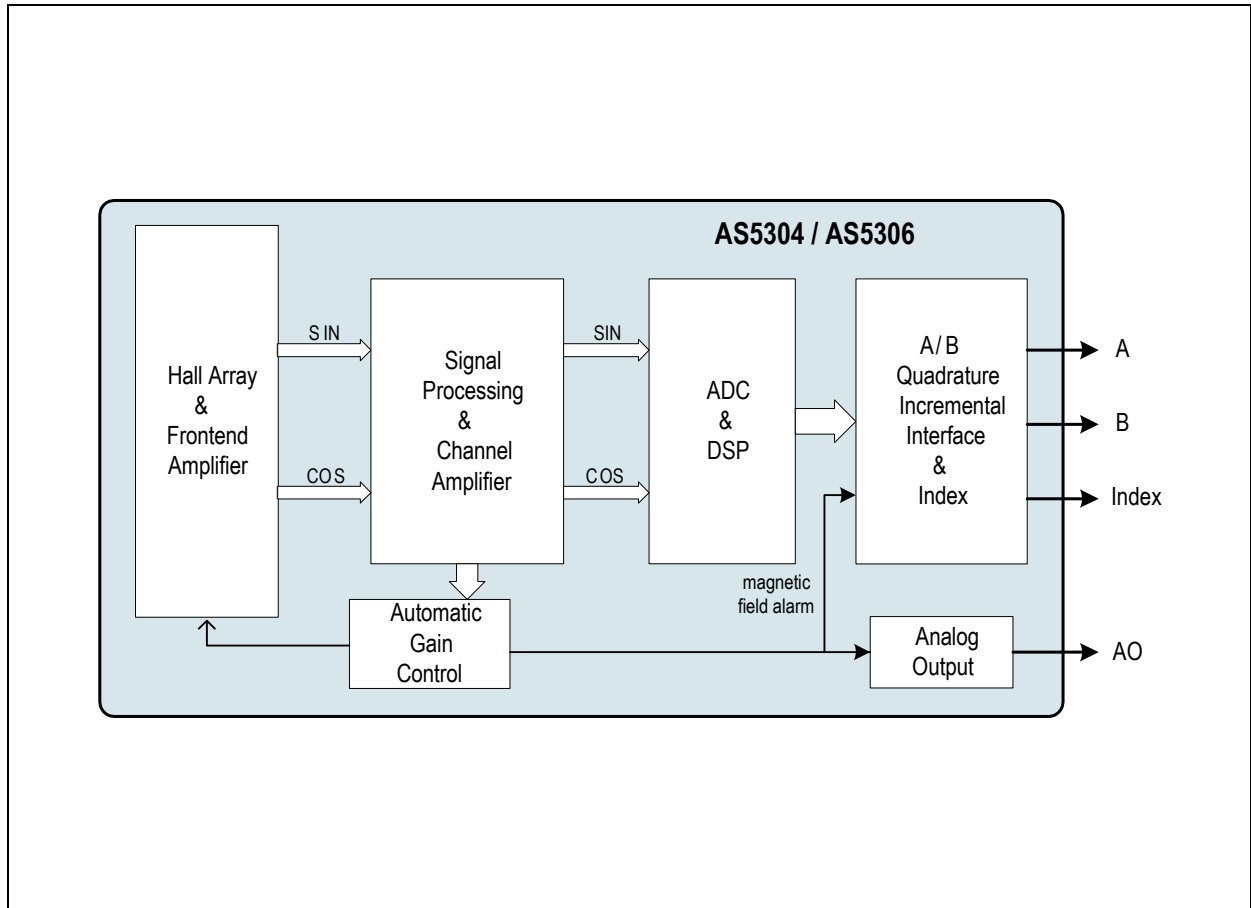 AS5304 / AS5306
Hall Array
&
Frontend
Amplifier
SIN
COS
Signal
Processing
&
Channel
Amplifier
SIN
COS
ADC
&
DSP
A/B
Quadrature
Incremental
Interface
&
Index
A
B
Index
magnetic
field alarm
Automatic
Gain
Control
Analog
Output
AO